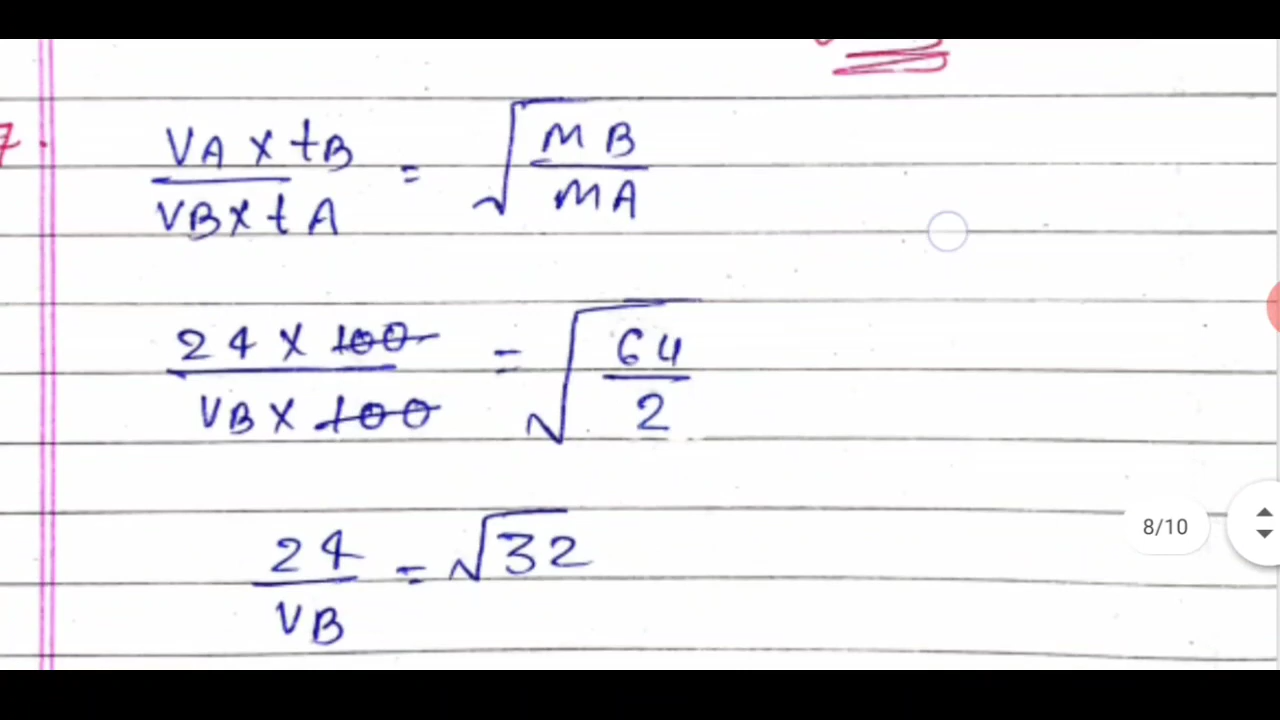 7. VA x tB / VB x tA = √MB / MA
24 x 100 / VB x 100 = √64 / 2
24 / VB = √32
8/10